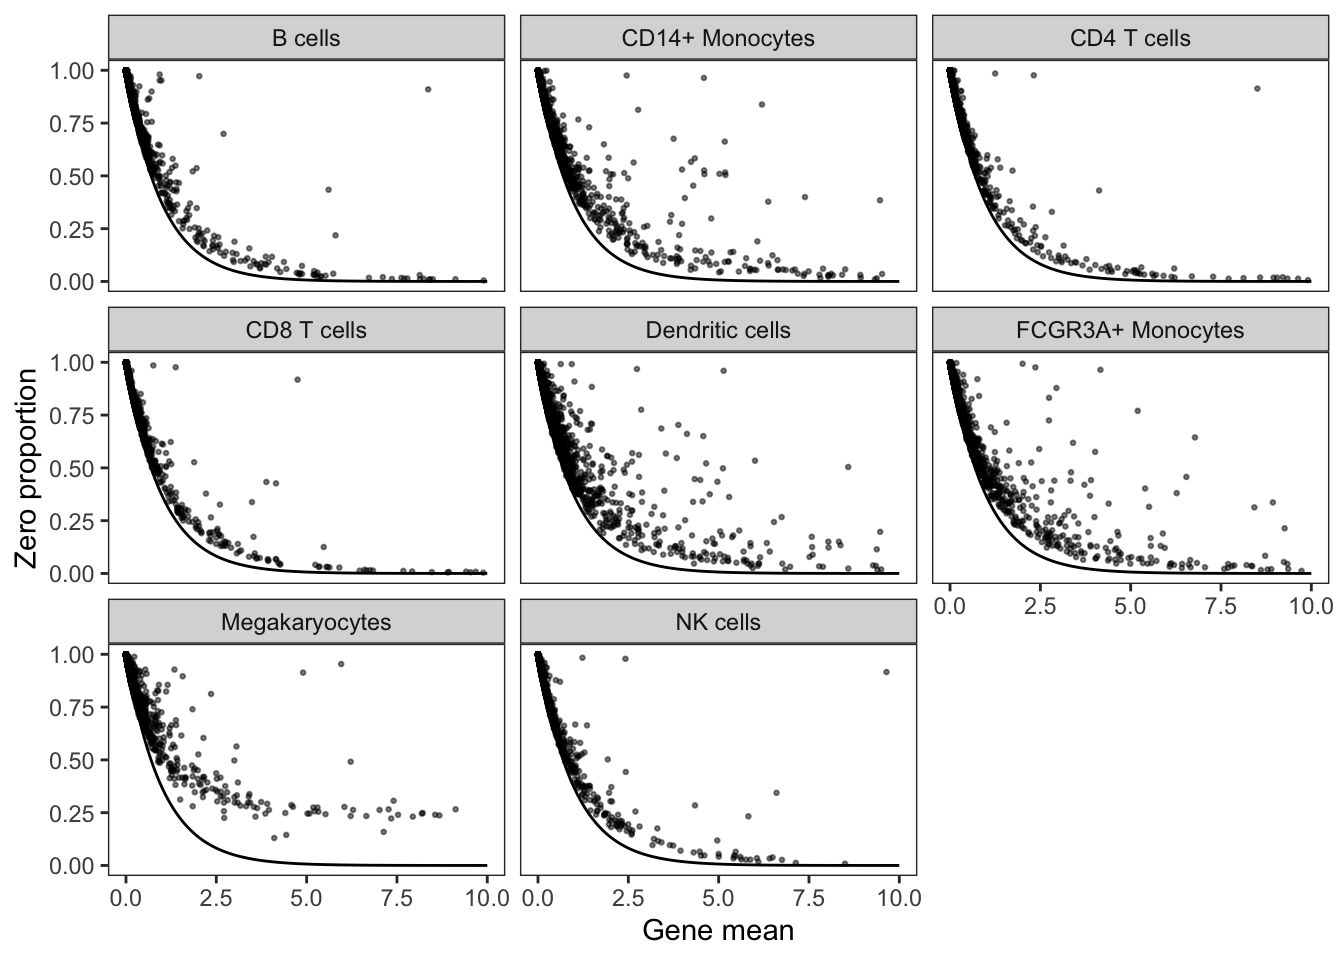 B cells
CD14+ Monocytes
CD4 T cells
1.00
0.75
0.50
0.25
0.00
CD8 T cells
Dendritic cells
FCGR3A+ Monocytes
1.00
0.75
0.50
0.25
0.00
0.0 2.5 5.0 7.5 10.0
Zero proportion
Megakaryocytes
NK cells
1.00
0.75
0.50
0.25
0.00
0.0 2.5 5.0 7.5 10.0
0.0 2.5 5.0 7.5 10.0
Gene mean